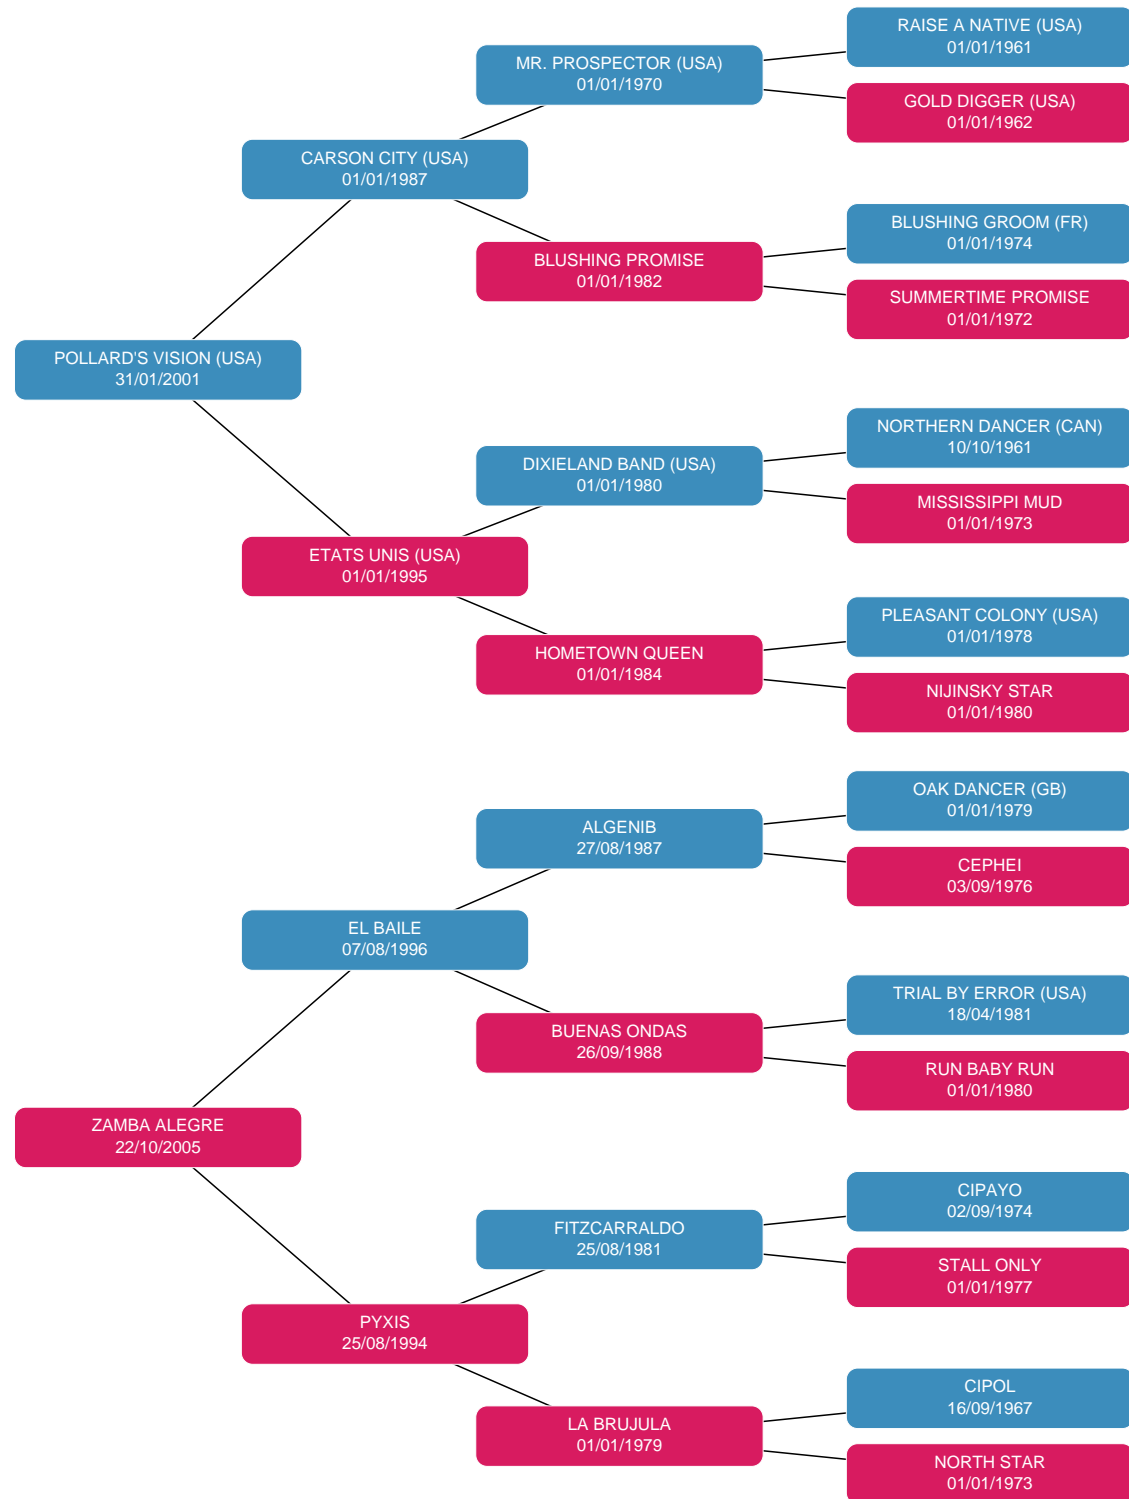 RAISE A NATIVE (USA)
01/01/1961
MR. PROSPECTOR (USA)
01/01/1970
GOLD DIGGER (USA)
01/01/1962
CARSON CITY (USA)
01/01/1987
BLUSHING GROOM (FR)
01/01/1974
BLUSHING PROMISE
01/01/1982
SUMMERTIME PROMISE
01/01/1972
POLLARD'S VISION (USA)
31/01/2001
NORTHERN DANCER (CAN)
10/10/1961
DIXIELAND BAND (USA)
01/01/1980
MISSISSIPPI MUD
01/01/1973
ETATS UNIS (USA)
01/01/1995
PLEASANT COLONY (USA)
01/01/1978
HOMETOWN QUEEN
01/01/1984
NIJINSKY STAR
01/01/1980
OAK DANCER (GB)
01/01/1979
ALGENIB
27/08/1987
CEPHEI
03/09/1976
EL BAILE
07/08/1996
TRIAL BY ERROR (USA)
18/04/1981
BUENAS ONDAS
26/09/1988
RUN BABY RUN
01/01/1980
ZAMBA ALEGRE
22/10/2005
CIPAYO
02/09/1974
FITZCARRALDO
25/08/1981
STALL ONLY
01/01/1977
PYXIS
25/08/1994
CIPOL
16/09/1967
LA BRUJULA
01/01/1979
NORTH STAR
01/01/1973